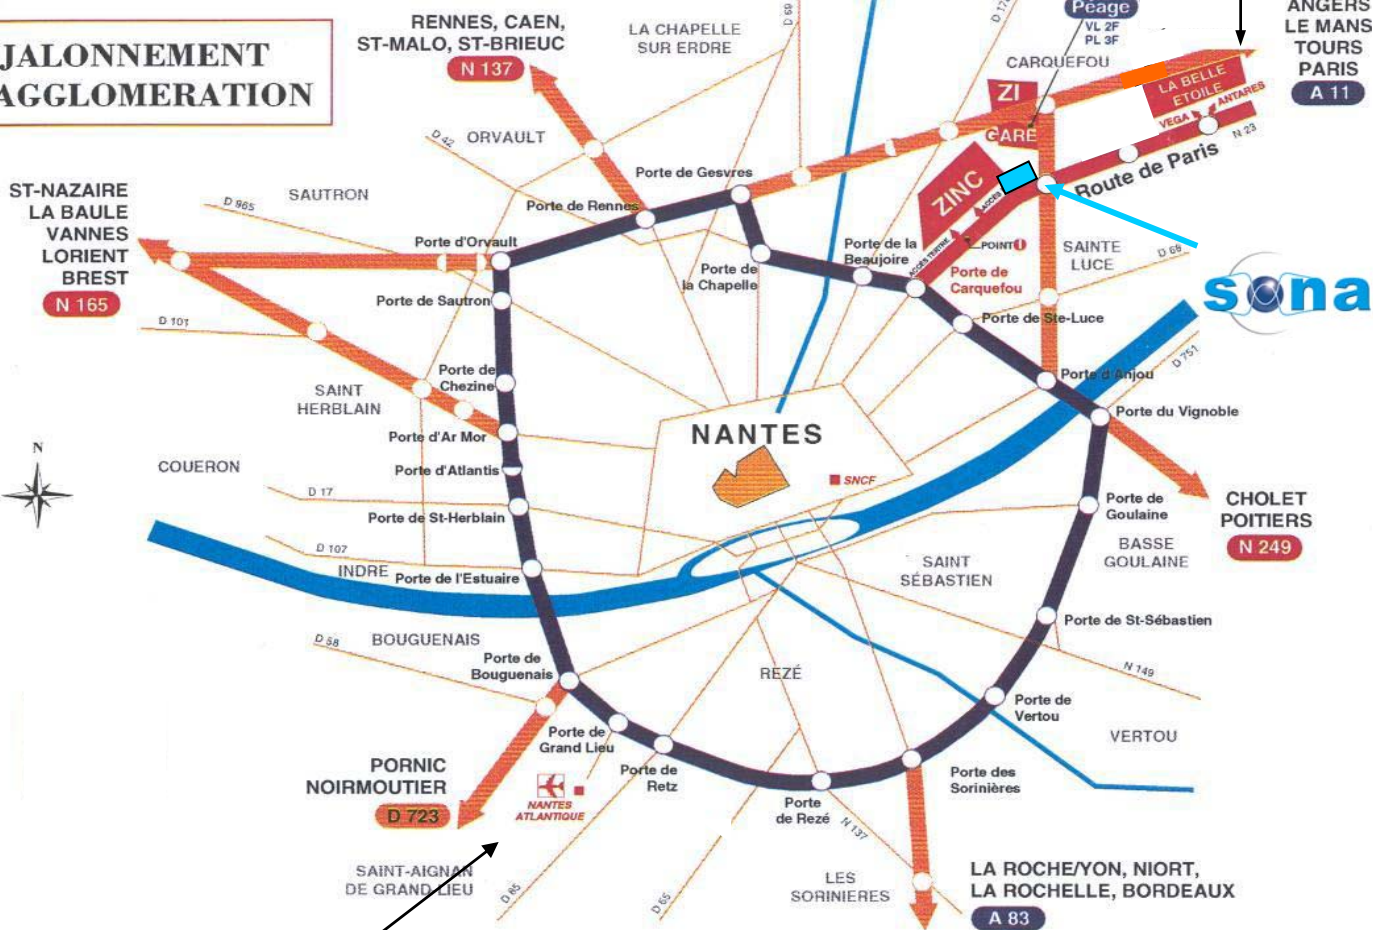 JALONNEMENT
AGGLOMERATION
RENNES, CAEN,
ST-MALO, ST-BRIEUC
N 137
LA CHAPELLE
SUR ERDRE
D 69
D 178
Péage
VL 2F
PL 3F
CARQUEFOU
ANGERS
LE MANS
TOURS
PARIS
A 11
ZI
GARE
LA BELLE
ETOILE
VEGA
ANTARES
N 23
Route de Paris
ZINC
ACCES
ACCES TERTRE
POINT
D 42
ORVAULT
Porte de Gesvres
Porte de Rennes
ST-NAZAIRE
LA BAULE
VANNES
LORIENT
BREST
N 165
SAUTRON
D 965
Porte d'Orvault
Porte de Sautron
D 101
Porte de
la Chapelle
Porte de la
Beaujoire
Porte de
Carquefou
SAINTE
LUCE
D 68
sona
Porte de Ste-Luce
D 751
Porte d'Anjou
Porte du Vignoble
Porte de
Chezine
SAINT
HERBLAIN
Porte d'Ar Mor
NANTES
SNCF
N
COUERON
Porte d'Atlantis
D 17
Porte de St-Herblain
Porte de
Goulaine
CHOLET
POITIERS
N 249
BASSE
GOULAINE
D 107
INDRE
Porte de l'Estuaire
SAINT
SÉBASTIEN
Porte de St-Sébastien
D 58
BOUGUENAIS
Porte de
Bouguenais
REZÉ
N 149
Porte de
Vertou
VERTOU
Porte de
Grand Lieu
Porte de
Retz
PORNIC
NOIRMOUTIER
D 723
NANTES
ATLANTIQUE
Porte
de Rezé
N 137
Porte des
Sorinières
SAINT-AIGNAN
DE GRAND LIEU
D 85
D 65
LES
SORINIERES
LA ROCHE/YON, NIORT,
LA ROCHELLE, BORDEAUX
A 83